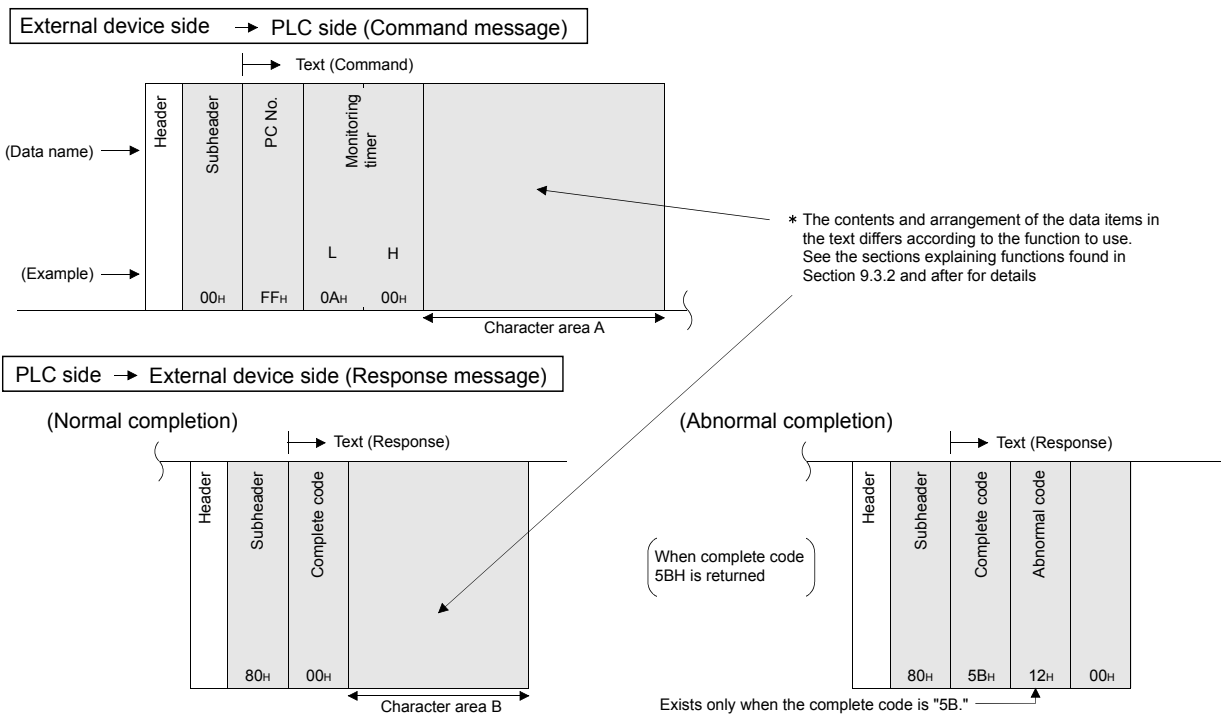 External device side → PLC side (Command message)
Text (Command)
Header
Subheader
PC No.
Monitoring
timer
(Data name)
(Example)
L H
00H FFH 0AH 00H
Character area A
* The contents and arrangement of the data items in
the text differs according to the function to use.
See the sections explaining functions found in
Section 9.3.2 and after for details
PLC side → External device side (Response message)
(Normal completion)
Text (Response)
Header
Subheader
Complete code
80H 00H
Character area B
(Abnormal completion)
Text (Response)
When complete code
5BH is returned
Header
Subheader
Complete code
Abnormal code
80H 5BH 12H 00H
Exists only when the complete code is "5B."